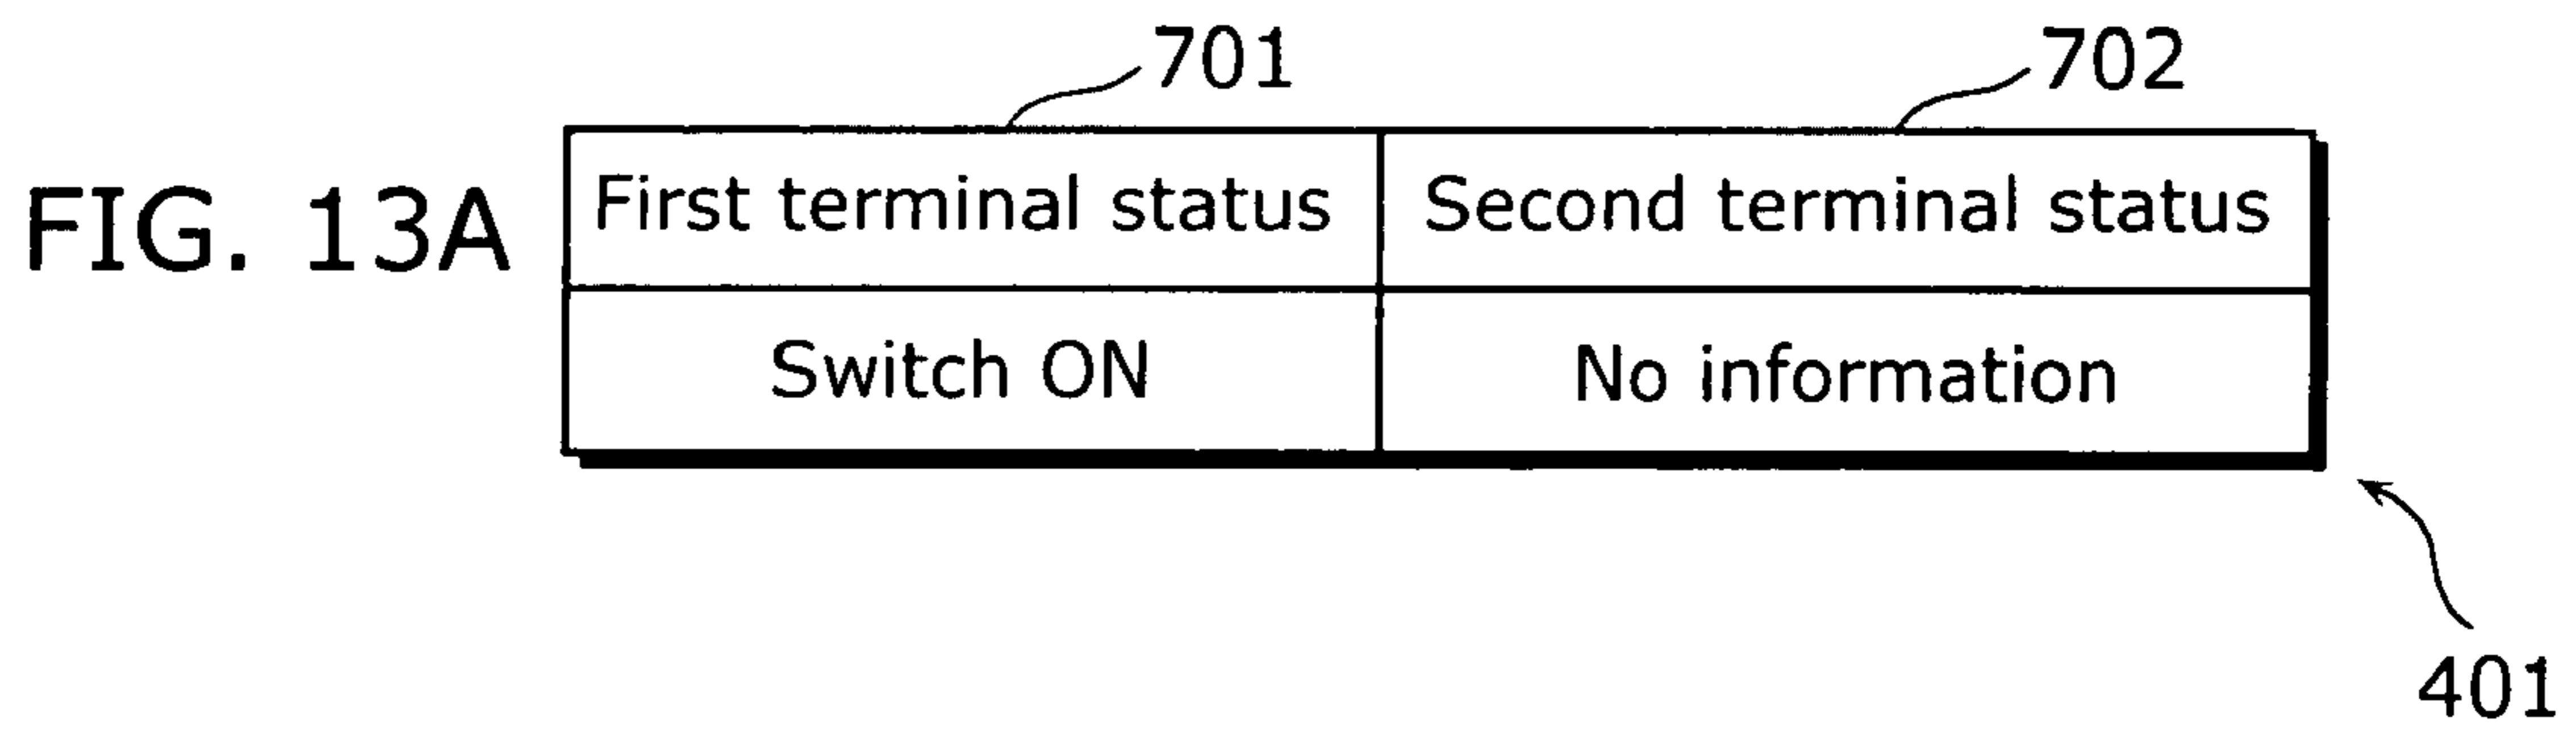 701 702
FIG. 13A
First terminal status Second terminal status
Switch ON No information
401